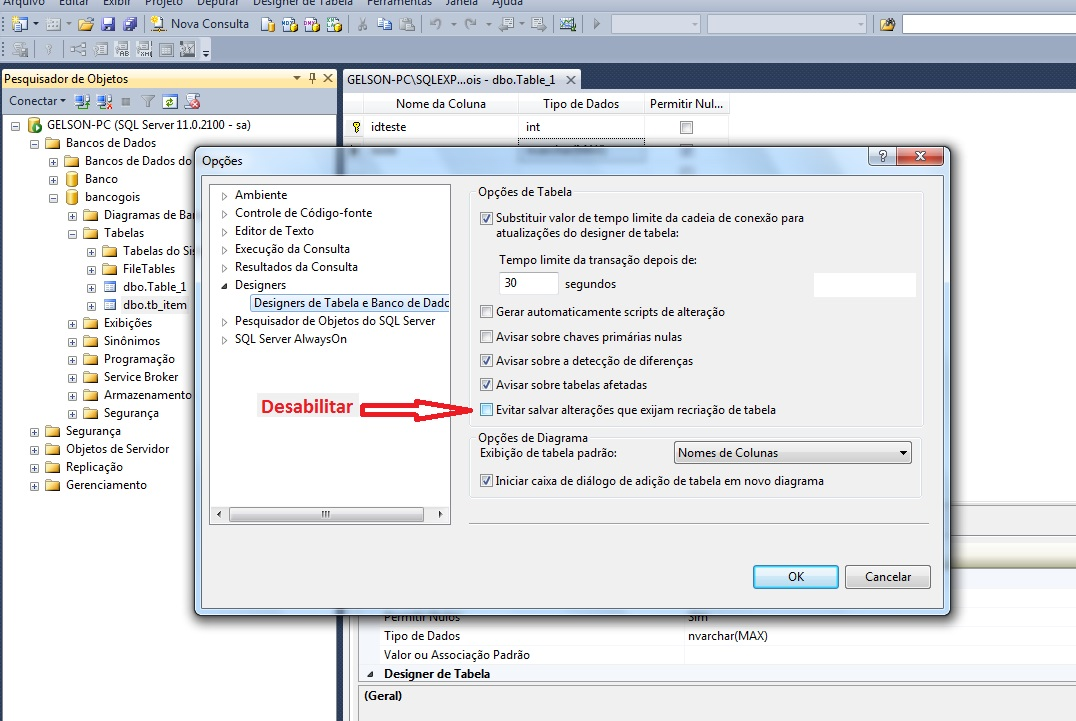 Arquivo Editar Exibir Projeto Depurar Designer de Tabela Ferramentas Janela Ajuda
Nova Consulta
Pesquisador de Objetos
Conectar
GELSON-PC (SQL Server 11.0.2100 - sa)
Bancos de Dados
Bancos de Dados do
Banco
bancogois
Diagramas de Ba
Tabelas
Tabelas do Sis
FileTables
dbo.Table_1
dbo.tb_item
Exibições
Sinônimos
Programação
Service Broker
Armazenamento
Segurança
Segurança
Objetos de Servidor
Replicação
Gerenciamento
GELSON-PC\SQLEXP...ois - dbo.Table_1
Nome da Coluna Tipo de Dados Permitir Nul...
idteste int
Opções
Ambiente
Controle de Código-fonte
Editor de Texto
Execução da Consulta
Resultados da Consulta
Designers
Designers de Tabela e Banco de Dado
Pesquisador de Objetos do SQL Server
SQL Server AlwaysOn
Desabilitar
Opções de Tabela
Substituir valor de tempo limite da cadeia de conexão para
atualizações do designer de tabela:
Tempo limite da transação depois de:
30 segundos
Gerar automaticamente scripts de alteração
Avisar sobre chaves primárias nulas
Avisar sobre a detecção de diferenças
Avisar sobre tabelas afetadas
Evitar salvar alterações que exijam recriação de tabela
Opções de Diagrama
Exibição de tabela padrão: Nomes de Colunas
Iniciar caixa de diálogo de adição de tabela em novo diagrama
OK Cancelar
Permitir Nulos Sim
Tipo de Dados nvarchar(MAX)
Valor ou Associação Padrão
Designer de Tabela
(Geral)